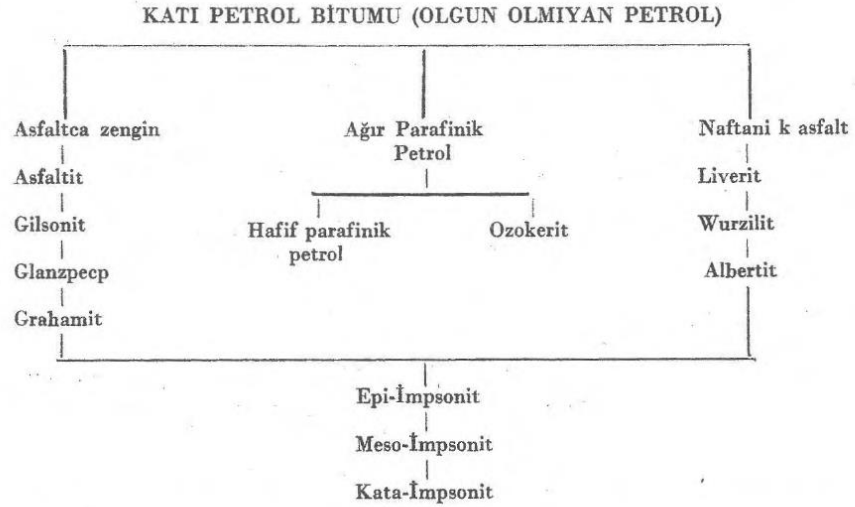 KATI PETROL BİTUMU (OLGUN OLMIYAN PETROL)
Asfaltca zengin
Asfaltit
Gilsonit
Glanzpecp
Grahamit
Ağır Parafinik
Petrol
Hafif parafinik
petrol
Ozokerit
Naftani k asfalt
Liverit
Wurzilit
Albertit
Epi-İmpsonit
Meso-İmpsonit
Kata-İmpsonit